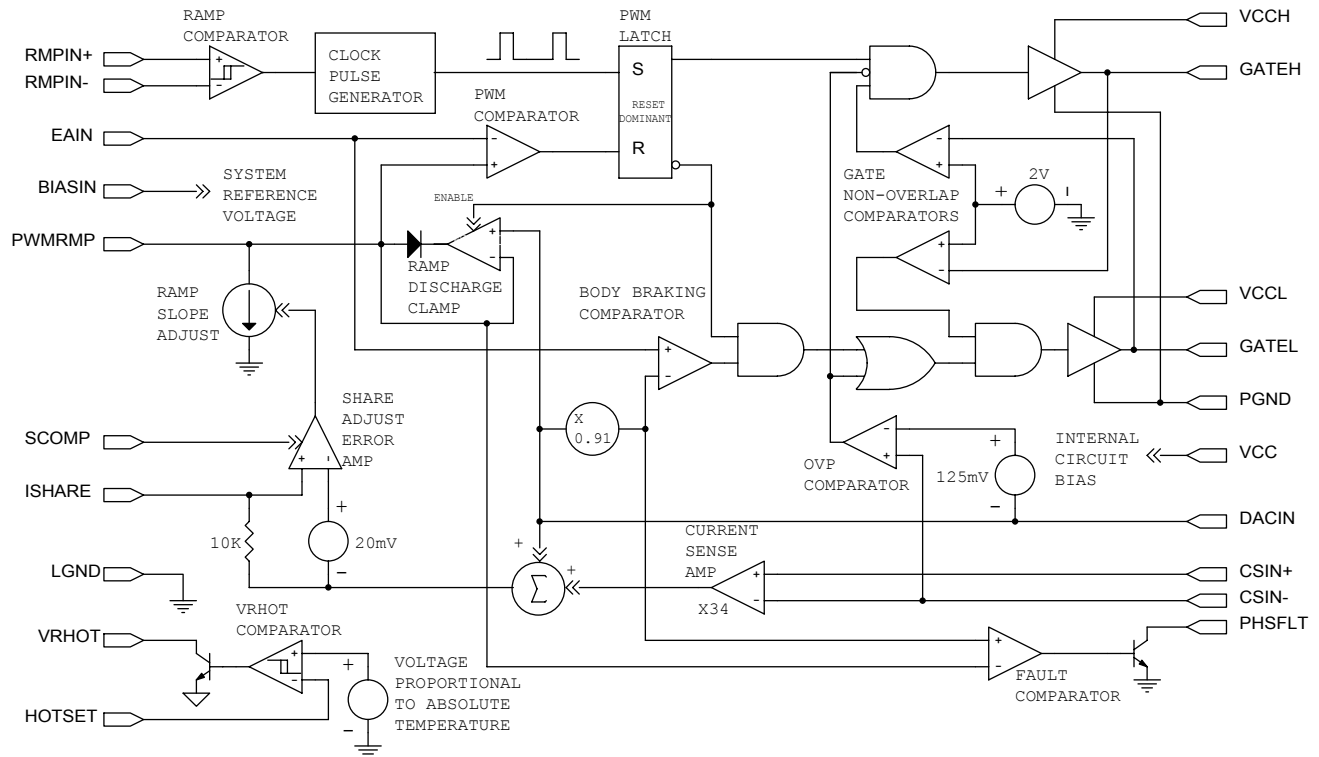 RAMP
COMPARATOR
RMPIN+
RMPIN-
+
-
CLOCK
PULSE
GENERATOR
PWM
LATCH
S
RESET
DOMINANT
R
PWM
COMPARATOR
-
+
VCCH
GATEH
EAIN
BIASIN
SYSTEM
REFERENCE
VOLTAGE
GATE
NON-OVERLAP
COMPARATORS
-
+
+
2V
-
+
-
PWMRMP
ENABLE
+
-
RAMP
DISCHARGE
CLAMP
RAMP
SLOPE
ADJUST
BODY BRAKING
COMPARATOR
+
-
VCCL
GATEL
PGND
SHARE
ADJUST
ERROR
AMP
+
-
SCOMP
ISHARE
X
0.91
OVP
COMPARATOR
-
+
+
125mV
-
INTERNAL
CIRCUIT
BIAS
VCC
10K
+
20mV
-
DACIN
CURRENT
SENSE
AMP
X34
+
-
+
+
Σ
CSIN+
CSIN-
PHSFLT
LGND
VRHOT
VRHOT
COMPARATOR
+
-
HOTSET
+
-
VOLTAGE
PROPORTIONAL
TO ABSOLUTE
TEMPERATURE
+
-
FAULT
COMPARATOR